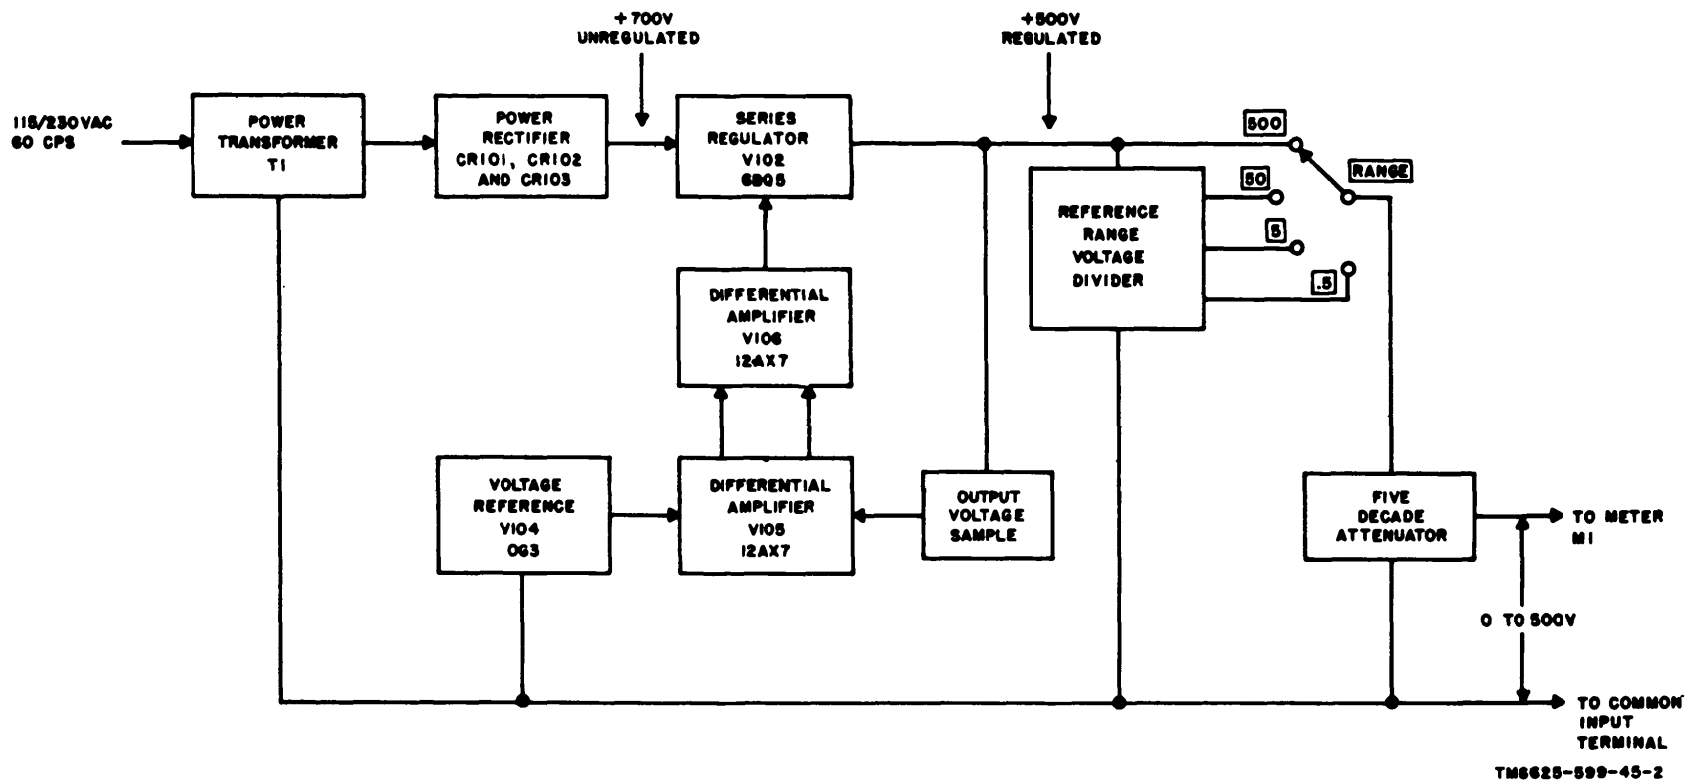 +700V
UNREGULATED
+500V
REGULATED
115/230VAC
60 CPS
POWER
TRANSFORMER
T1
POWER
RECTIFIER
CR101, CR102
AND CR103
SERIES
REGULATOR
V102
6BQ5
500
50
5
.5
RANGE
REFERENCE
RANGE
VOLTAGE
DIVIDER
DIFFERENTIAL
AMPLIFIER
V106
12AX7
VOLTAGE
REFERENCE
V104
OG3
DIFFERENTIAL
AMPLIFIER
V105
12AX7
OUTPUT
VOLTAGE
SAMPLE
FIVE
DECADE
ATTENUATOR
TO METER
M1
0 TO 500V
TO COMMON
INPUT
TERMINAL
TM6625-599-45-2